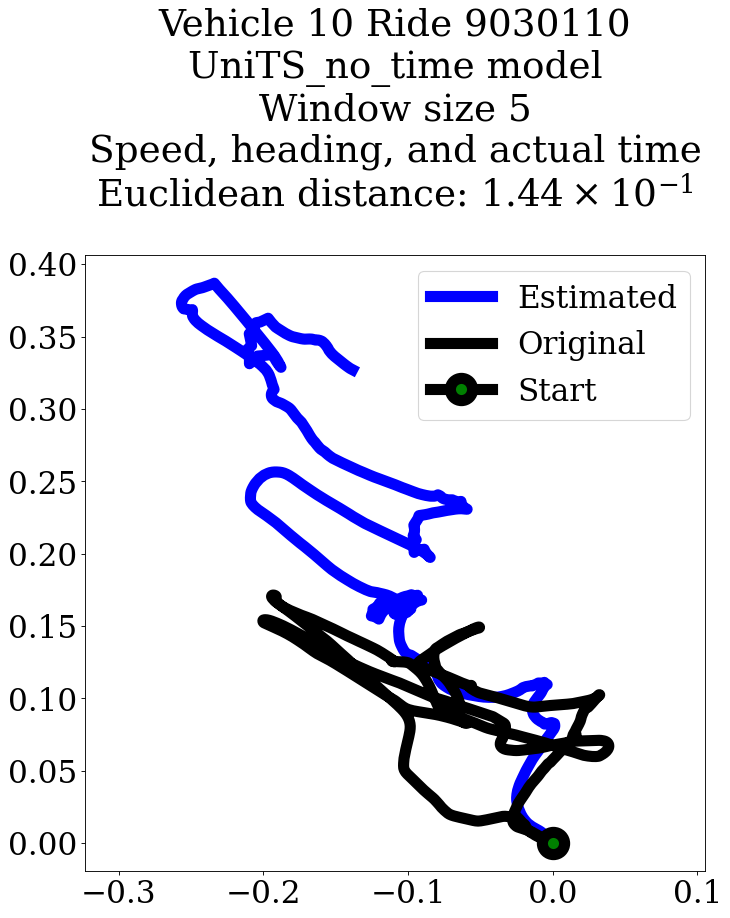 Vehicle 10 Ride 9030110
UniTS_no_time model
Window size 5
Speed, heading, and actual time
Euclidean distance: 1.44 × 10⁻¹
Estimated
Original
Start
0.40
0.35
0.30
0.25
0.20
0.15
0.10
0.05
0.00
−0.3 −0.2 −0.1 0.0 0.1